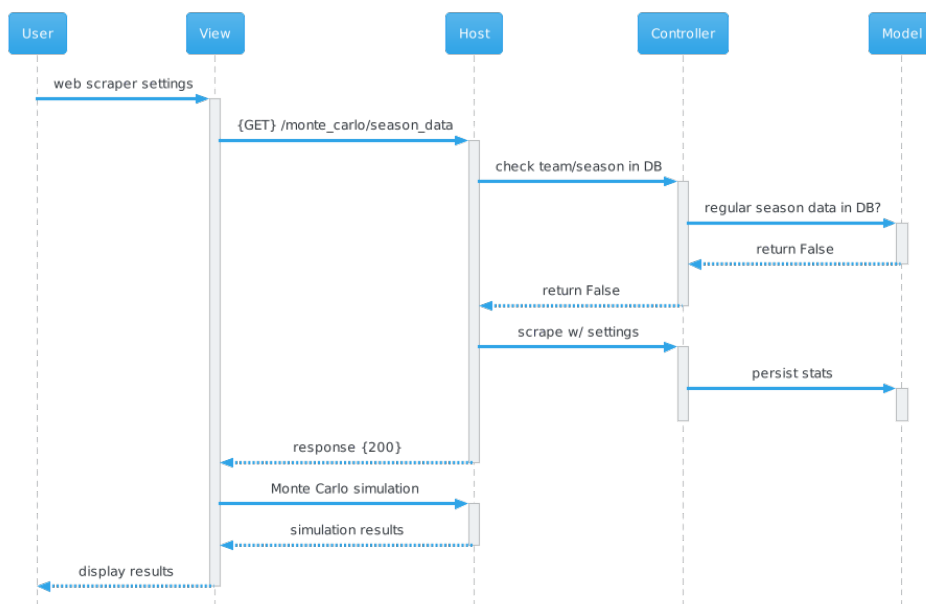 User
View
Host
Controller
Model
web scraper settings
{GET} /monte_carlo/season_data
check team/season in DB
regular season data in DB?
return False
return False
scrape w/ settings
persist stats
response {200}
Monte Carlo simulation
simulation results
display results